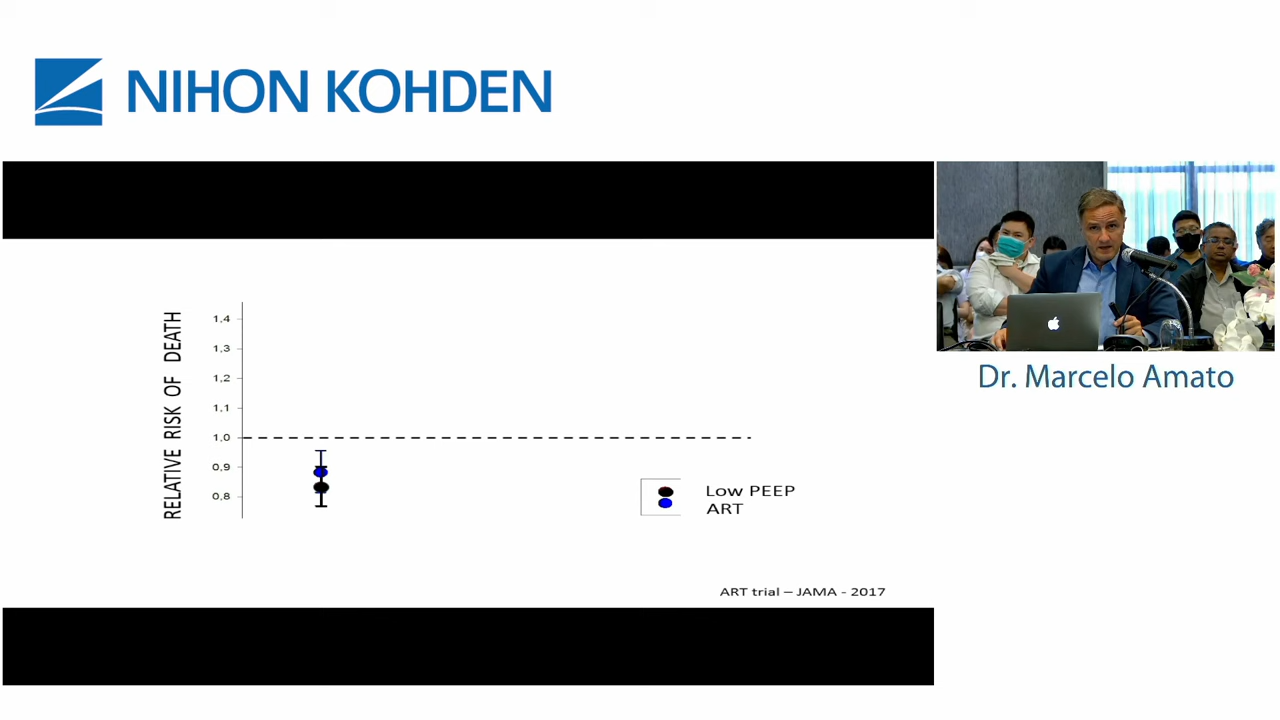 NIHON KOHDEN
RELATIVE RISK OF DEATH
1.4
1.3
1.2
1.1
1.0
0.9
0.8
Low PEEP
ART
ART trial – JAMA - 2017
Dr. Marcelo Amato